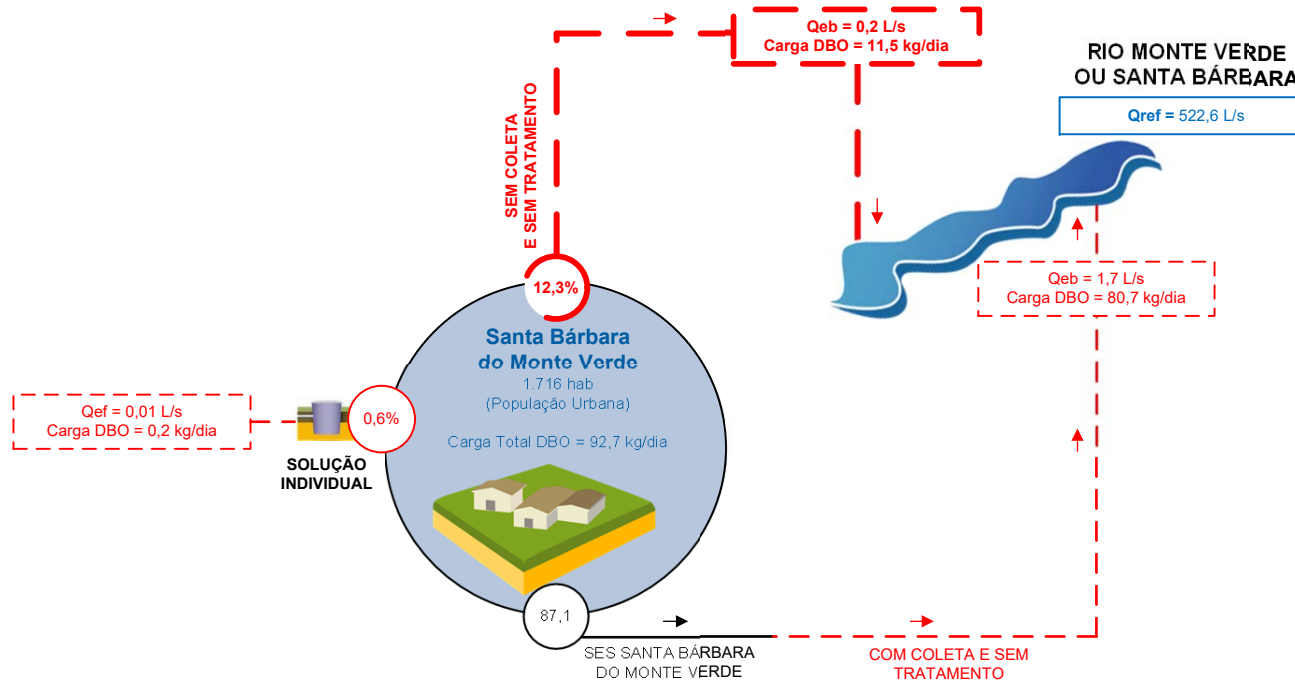 Qeb = 0,2 L/s
Carga DBO = 11,5 kg/dia
RIO MONTE VERDE
OU SANTA BÁRBARA
Qref = 522,6 L/s
SEM COLETA
E SEM TRATAMENTO
Qeb = 1,7 L/s
Carga DBO = 80,7 kg/dia
12,3%
Santa Bárbara
do Monte Verde
1.716 hab
(População Urbana)
Carga Total DBO = 92,7 kg/dia
Qef = 0,01 L/s
Carga DBO = 0,2 kg/dia
0,6%
SOLUÇÃO
INDIVIDUAL
87,1
SES SANTA BÁRBARA
DO MONTE VERDE
COM COLETA E SEM
TRATAMENTO